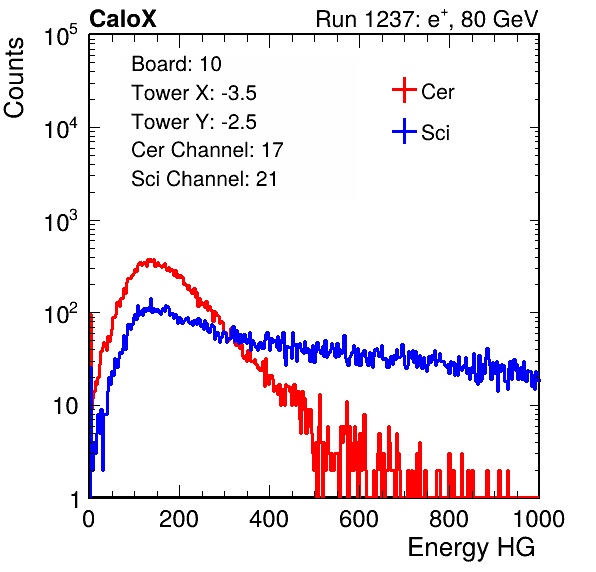 CaloX Run 1237: e⁺, 80 GeV
Counts
10⁵
10⁴
10³
10²
10
1
Board: 10
Tower X: -3.5
Tower Y: -2.5
Cer Channel: 17
Sci Channel: 21
Cer
Sci
0 200 400 600 800 1000
Energy HG